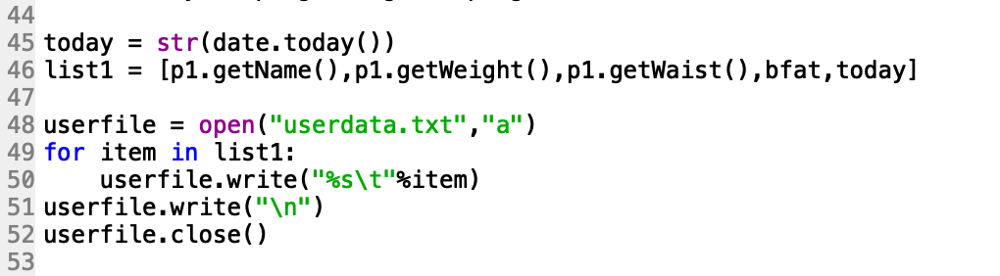 44
45 today = str(date.today())
46 list1 = [p1.getName(),p1.getWeight(),p1.getWaist(),bfat,today]
47
48 userfile = open("userdata.txt","a")
49 for item in list1:
50     userfile.write("%s\t"%item)
51 userfile.write("\n")
52 userfile.close()
53